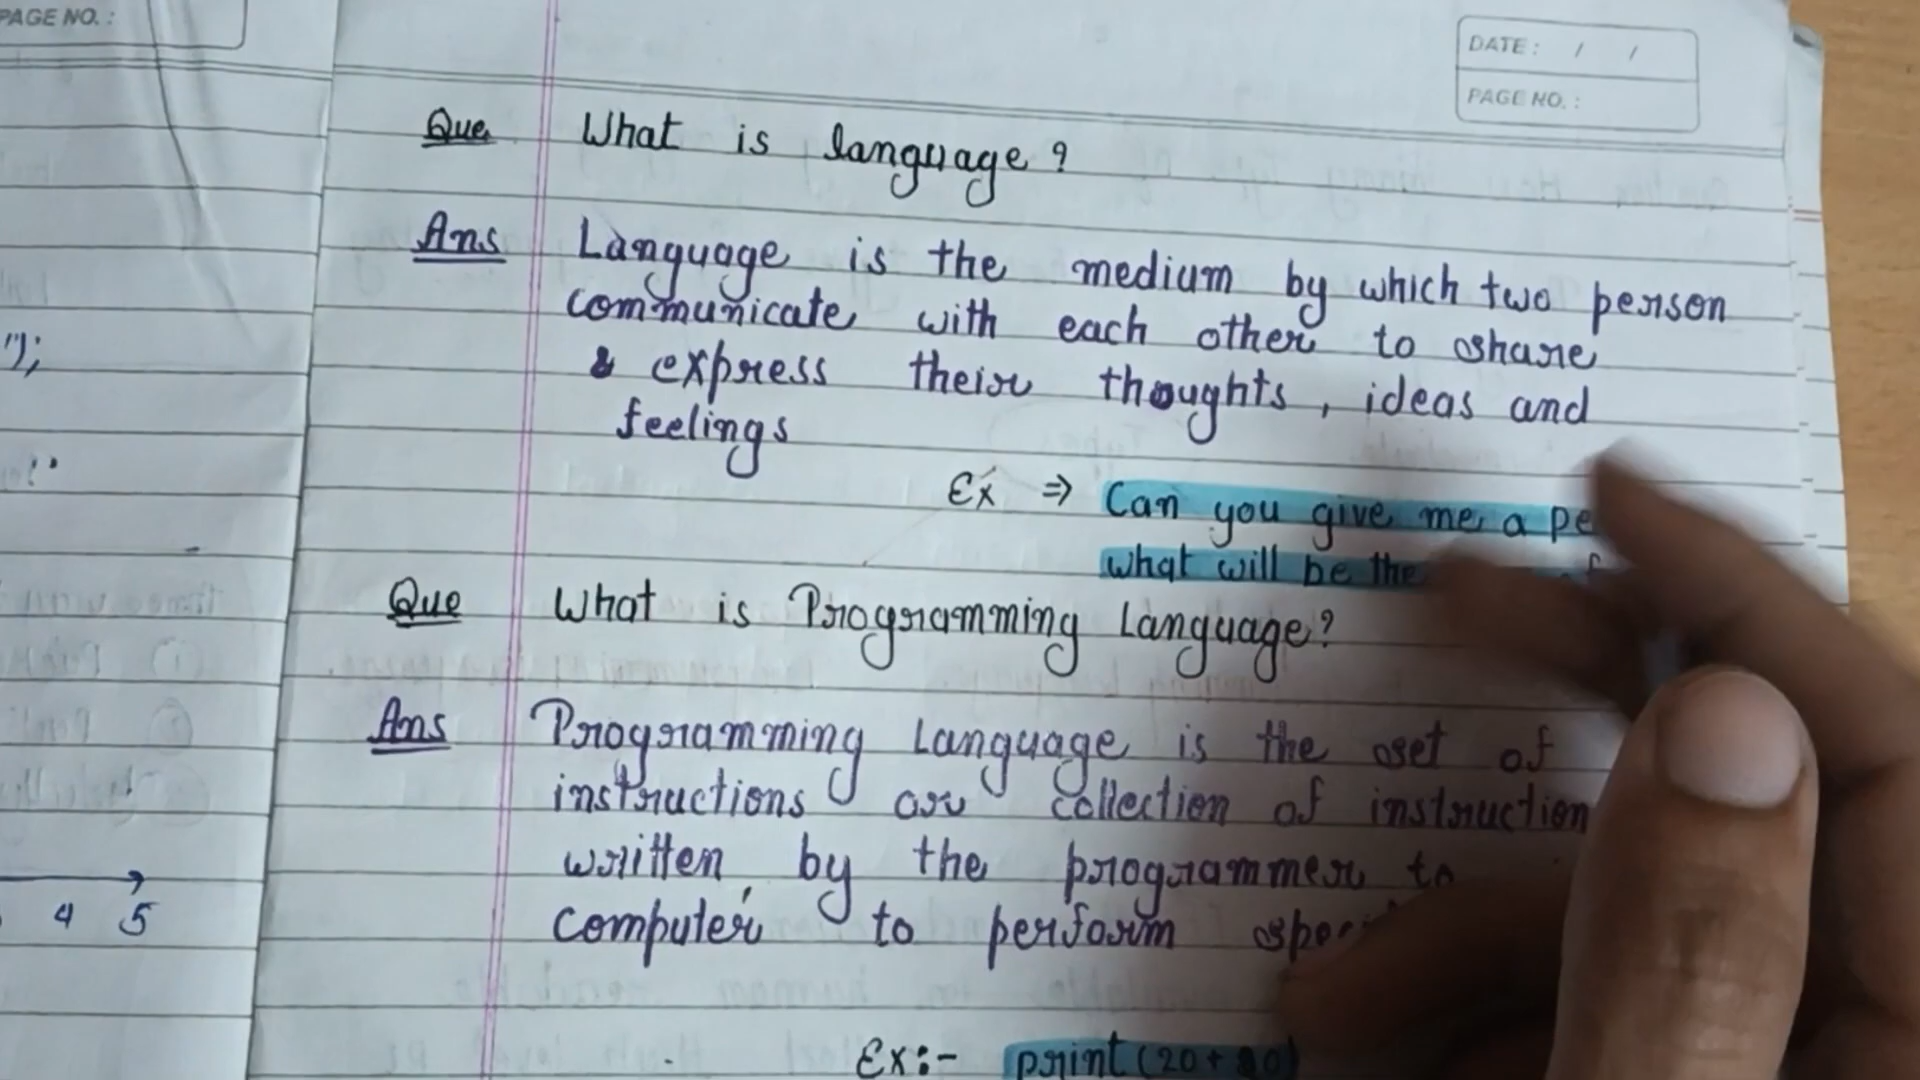 PAGE NO. :
DATE : / /
PAGE NO. :
Que What is language?
Ans Language is the medium by which two person
communicate with each other to share
& express their thoughts, ideas and
feelings
");
Ex ⇒ Can you give me a
what will be the
Que What is Programming Language?
Ans Programming Language is the set of
instructions or collection of instruction
written by the programmer to
computer to perform
4 5
Ex:- print(20+